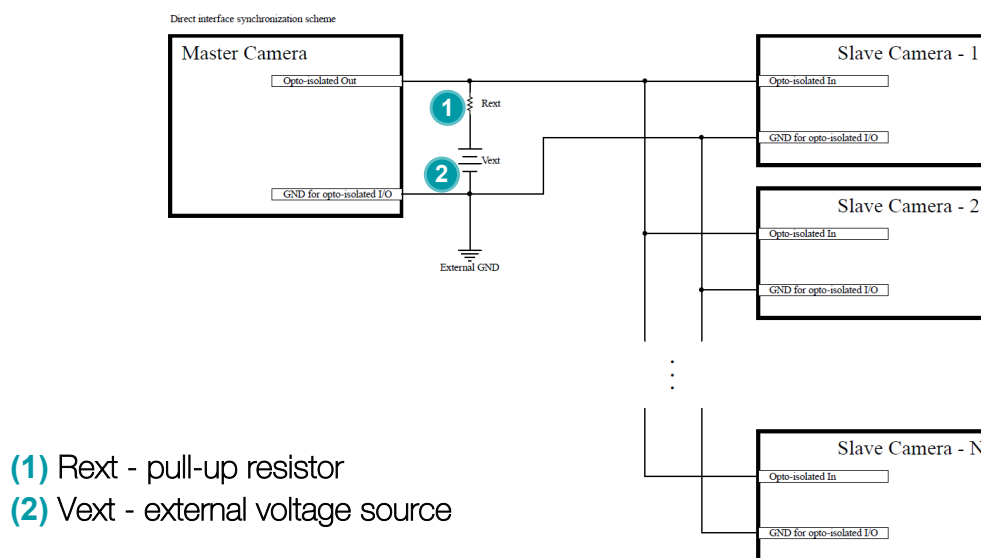 Direct interface synchronization scheme
Master Camera
Opto-isolated Out
1
Rext
Vext
2
GND for opto-isolated I/O
External GND
Slave Camera - 1
Opto-isolated In
GND for opto-isolated I/O
Slave Camera - 2
Opto-isolated In
GND for opto-isolated I/O
Slave Camera - N
Opto-isolated In
GND for opto-isolated I/O
(1) Rext - pull-up resistor
(2) Vext - external voltage source